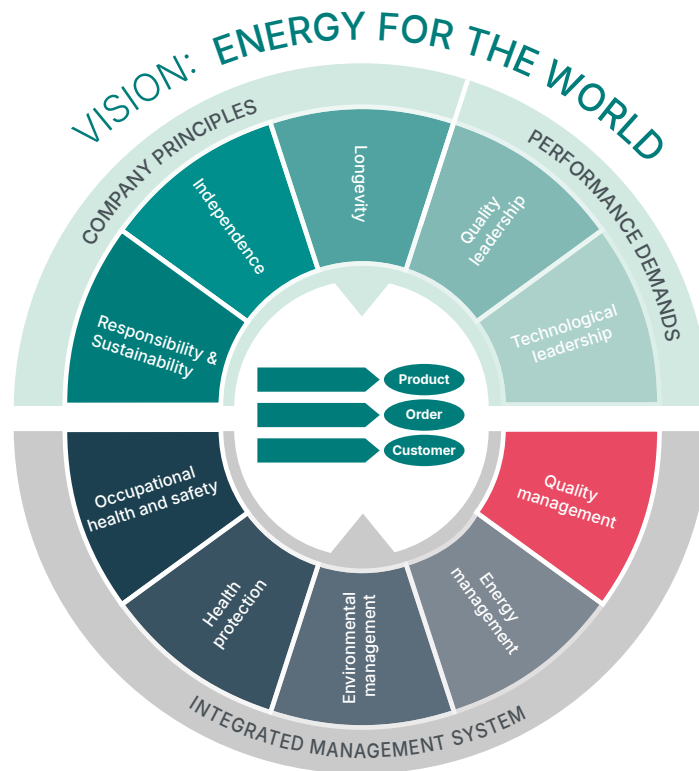 VISION: ENERGY FOR THE WORLD
COMPANY PRINCIPLES
PERFORMANCE DEMANDS
Responsibility &
Sustainability
Independence
Longevity
Quality
leadership
Technological
leadership
Product
Order
Customer
Occupational
health and safety
Health
protection
Environmental
management
Energy
management
Quality
management
INTEGRATED MANAGEMENT SYSTEM